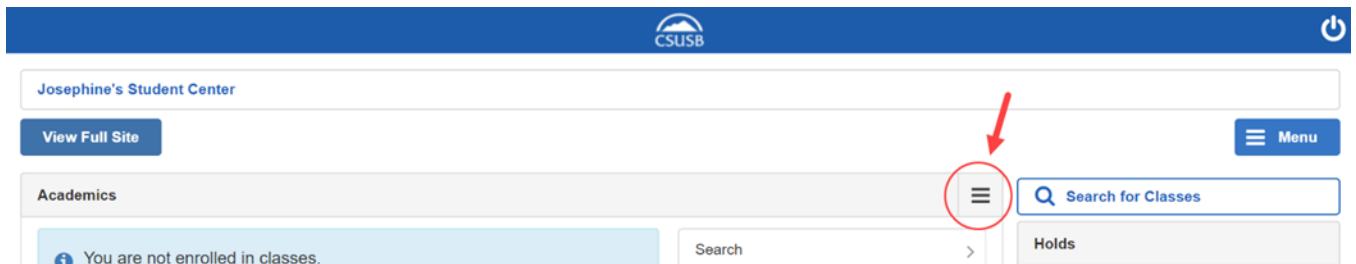 CSUSB
Josephine's Student Center
View Full Site
Menu
Academics
Search for Classes
You are not enrolled in classes.
Search
Holds